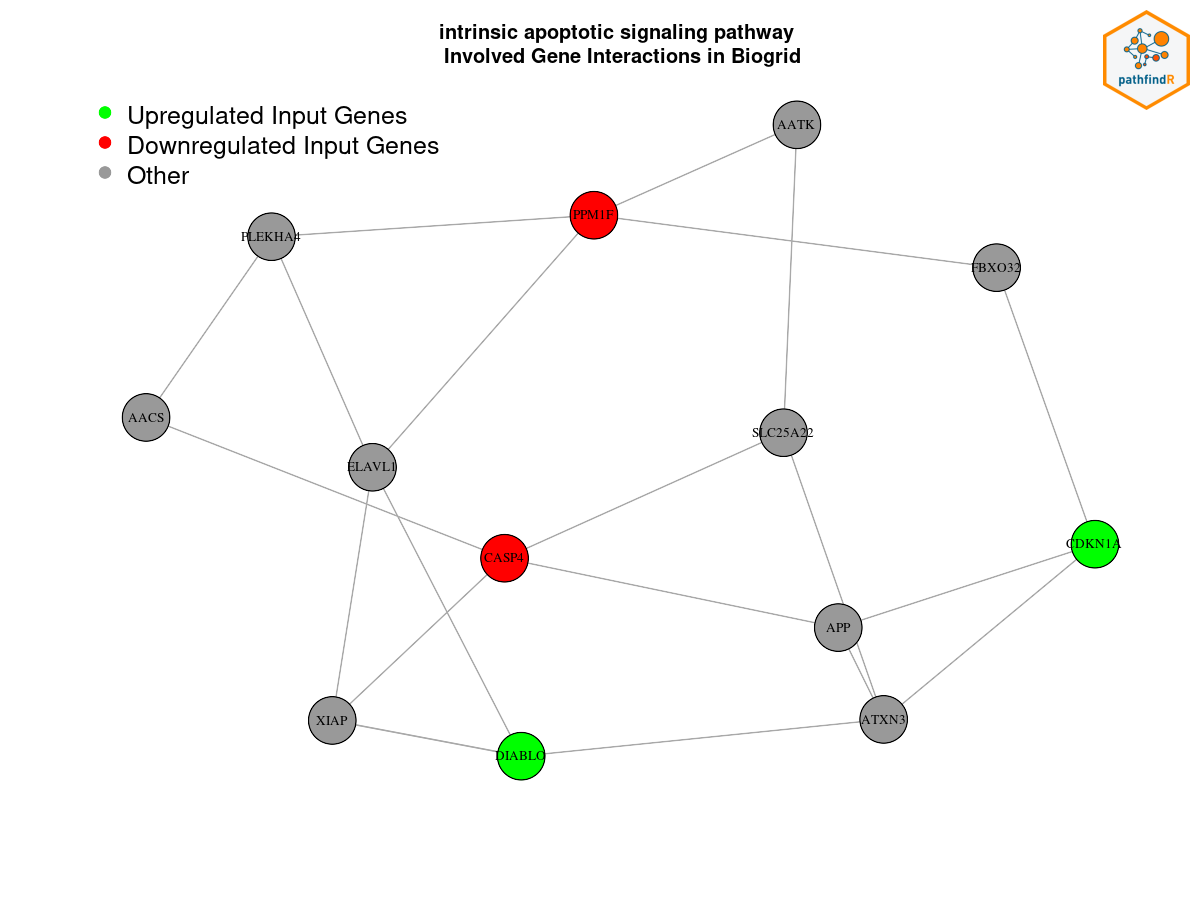 intrinsic apoptotic signaling pathway
Involved Gene Interactions in Biogrid
pathfindR
Upregulated Input Genes
Downregulated Input Genes
Other
AATK
PPM1F
PLEKHA4
FBXO32
AACS
SLC25A22
ELAVL1
CDKN1A
CASP4
APP
XIAP
ATXN3
DIABLO